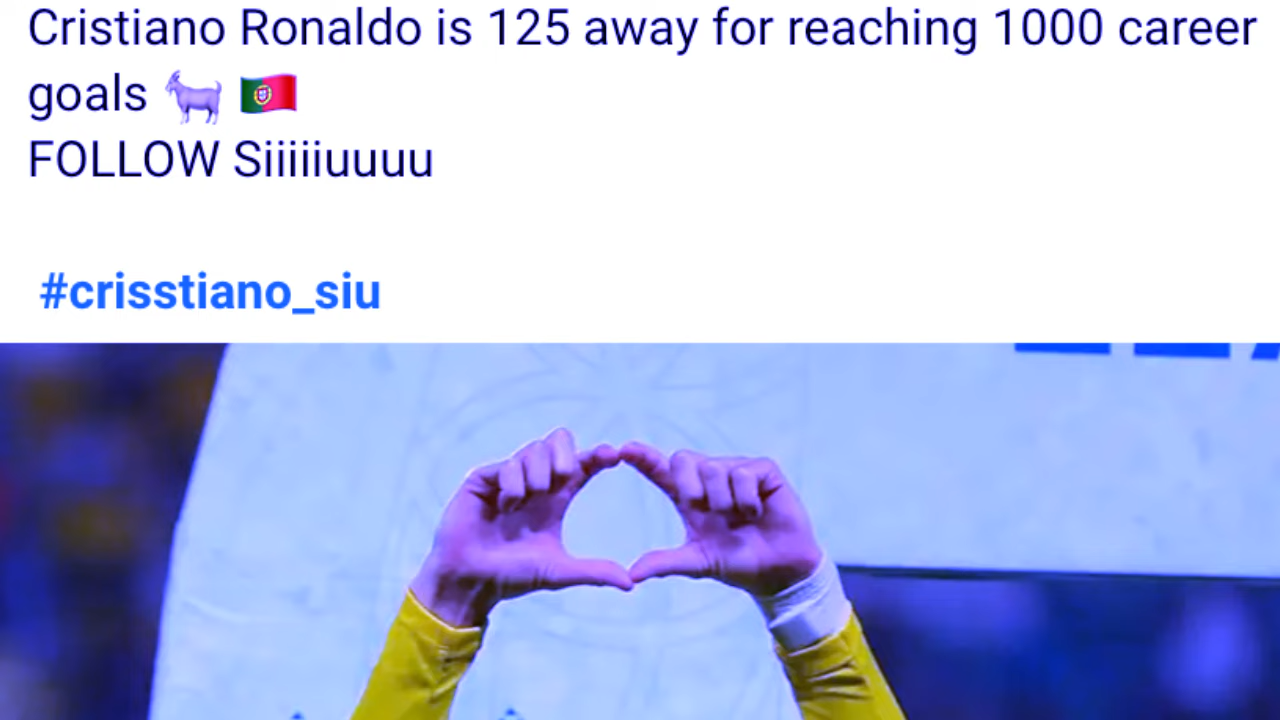 Cristiano Ronaldo is 125 away for reaching 1000 career
goals 🐐 🇵🇹
FOLLOW Siiiiiuuuu
#crisstiano_siu